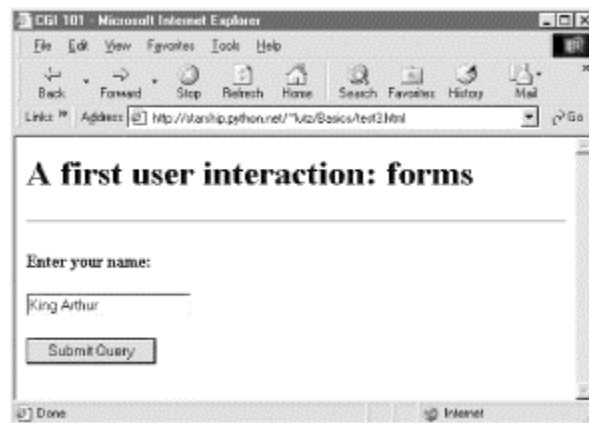 CGI 101 - Microsoft Internet Explorer
File Edit View Favorites Tools Help
Back Forward Stop Refresh Home Search Favorites History Mail
Links Address http://starship.python.net/~lutz/Basics/test3.html Go
A first user interaction: forms
Enter your name:
King Arthur
Submit Query
Done Internet